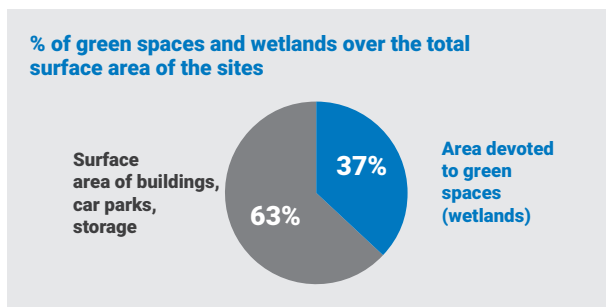 % of green spaces and wetlands over the total
surface area of the sites
Surface
area of buildings,
car parks,
storage
63%
37%
Area devoted
to green
spaces
(wetlands)